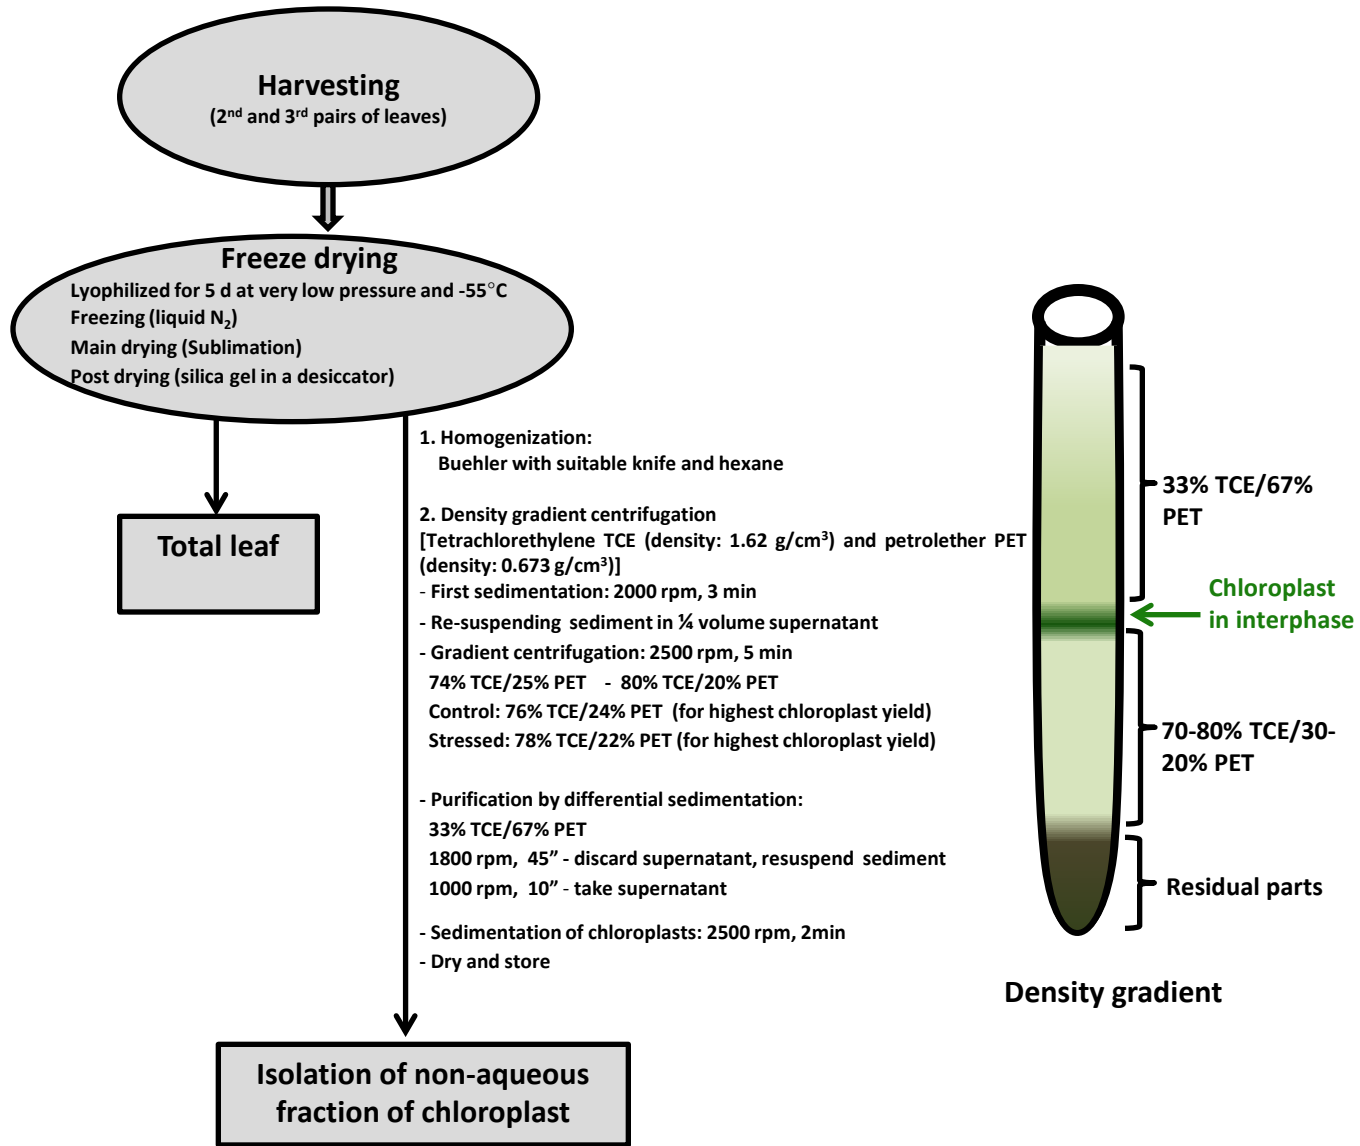 Harvesting
(2nd and 3rd pairs of leaves)
Freeze drying
Lyophilized for 5 d at very low pressure and -55°C
Freezing (liquid N2)
Main drying (Sublimation)
Post drying (silica gel in a desiccator)
Total leaf
1. Homogenization:
Buehler with suitable knife and hexane
2. Density gradient centrifugation
[Tetrachlorethylene TCE (density: 1.62 g/cm³) and petrolether PET
(density: 0.673 g/cm³)]
- First sedimentation: 2000 rpm, 3 min
- Re-suspending sediment in ¼ volume supernatant
- Gradient centrifugation: 2500 rpm, 5 min
74% TCE/25% PET - 80% TCE/20% PET
Control: 76% TCE/24% PET (for highest chloroplast yield)
Stressed: 78% TCE/22% PET (for highest chloroplast yield)
- Purification by differential sedimentation:
33% TCE/67% PET
1800 rpm, 45” - discard supernatant, resuspend sediment
1000 rpm, 10” - take supernatant
- Sedimentation of chloroplasts: 2500 rpm, 2min
- Dry and store
Isolation of non-aqueous
fraction of chloroplast
33% TCE/67%
PET
Chloroplast
in interphase
70-80% TCE/30-
20% PET
Residual parts
Density gradient